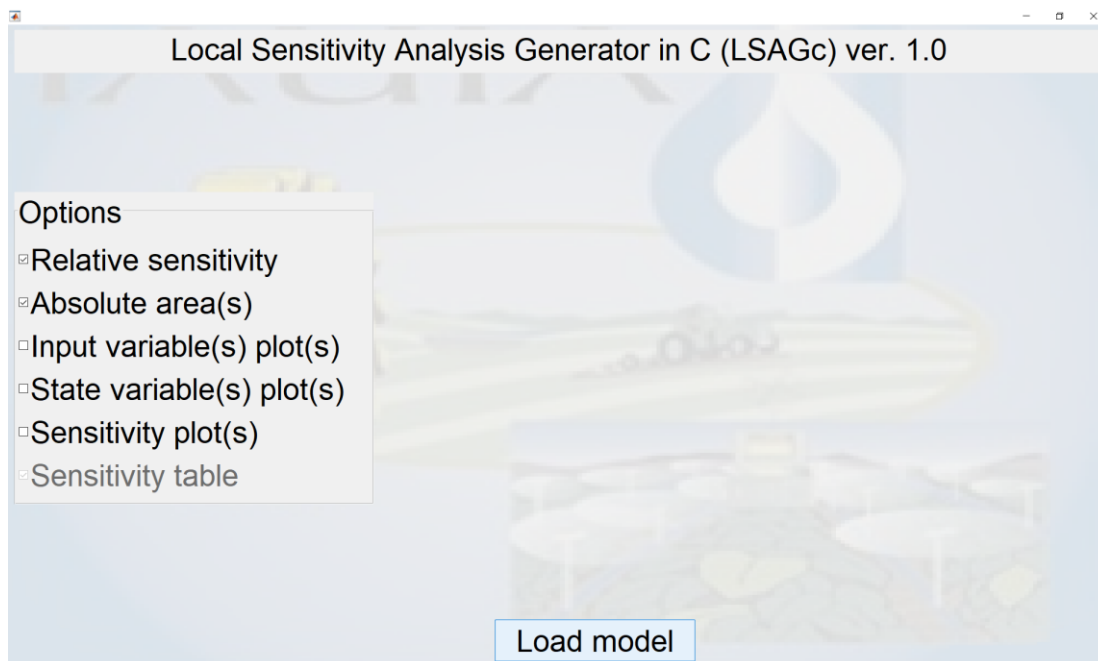 Local Sensitivity Analysis Generator in C (LSAGc) ver. 1.0
Options
Relative sensitivity
Absolute area(s)
Input variable(s) plot(s)
State variable(s) plot(s)
Sensitivity plot(s)
Sensitivity table
Load model